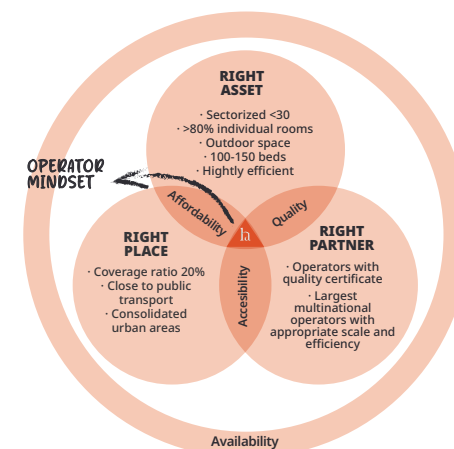 RIGHT
ASSET
· Sectorized <30
· >80% individual rooms
· Outdoor space
· 100-150 beds
· Hightly efficient
OPERATOR
MINDSET
Affordability
Quality
RIGHT
PLACE
· Coverage ratio 20%
· Close to public
transport
· Consolidated
urban areas
Accesibility
RIGHT
PARTNER
· Operators with
quality certificate
· Largest
multinational
operators with
appropriate scale and
efficiency
Availability